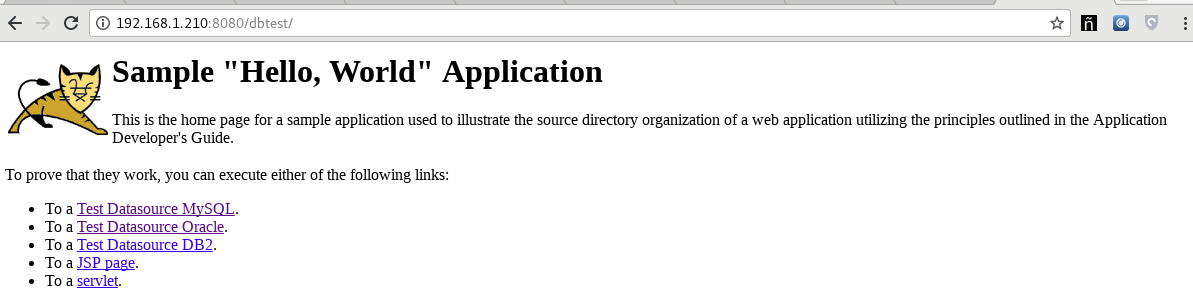 192.168.1.210:8080/dbtest/
ñ
Sample "Hello, World" Application
This is the home page for a sample application used to illustrate the source directory organization of a web application utilizing the principles outlined in the Application
Developer's Guide.
To prove that they work, you can execute either of the following links:
• To a Test Datasource MySQL.
• To a Test Datasource Oracle.
• To a Test Datasource DB2.
• To a JSP page.
• To a servlet.